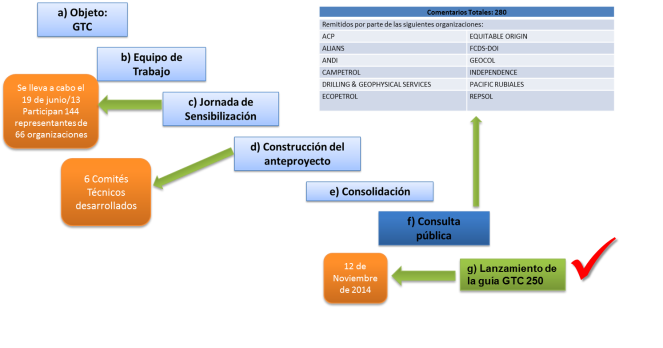 a) Objeto:
GTC
b) Equipo de
Trabajo
Se lleva a cabo el
19 de junio/13
Participan 144
representantes de
66 organizaciones
c) Jornada de
Sensibilización
d) Construcción del
anteproyecto
6 Comités
Técnicos
desarrollados
e) Consolidación
f) Consulta
pública
g) Lanzamiento de
la guia GTC 250
12 de
Noviembre
de 2014
Comentarios Totales: 280
Remitidos por parte de las siguientes organizaciones:
ACP EQUITABLE ORIGIN
ALIANS FCDS-DOI
ANDI GEOCOL
CAMPETROL INDEPENDENCE
DRILLING & GEOPHYSICAL SERVICES PACIFIC RUBIALES
ECOPETROL REPSOL